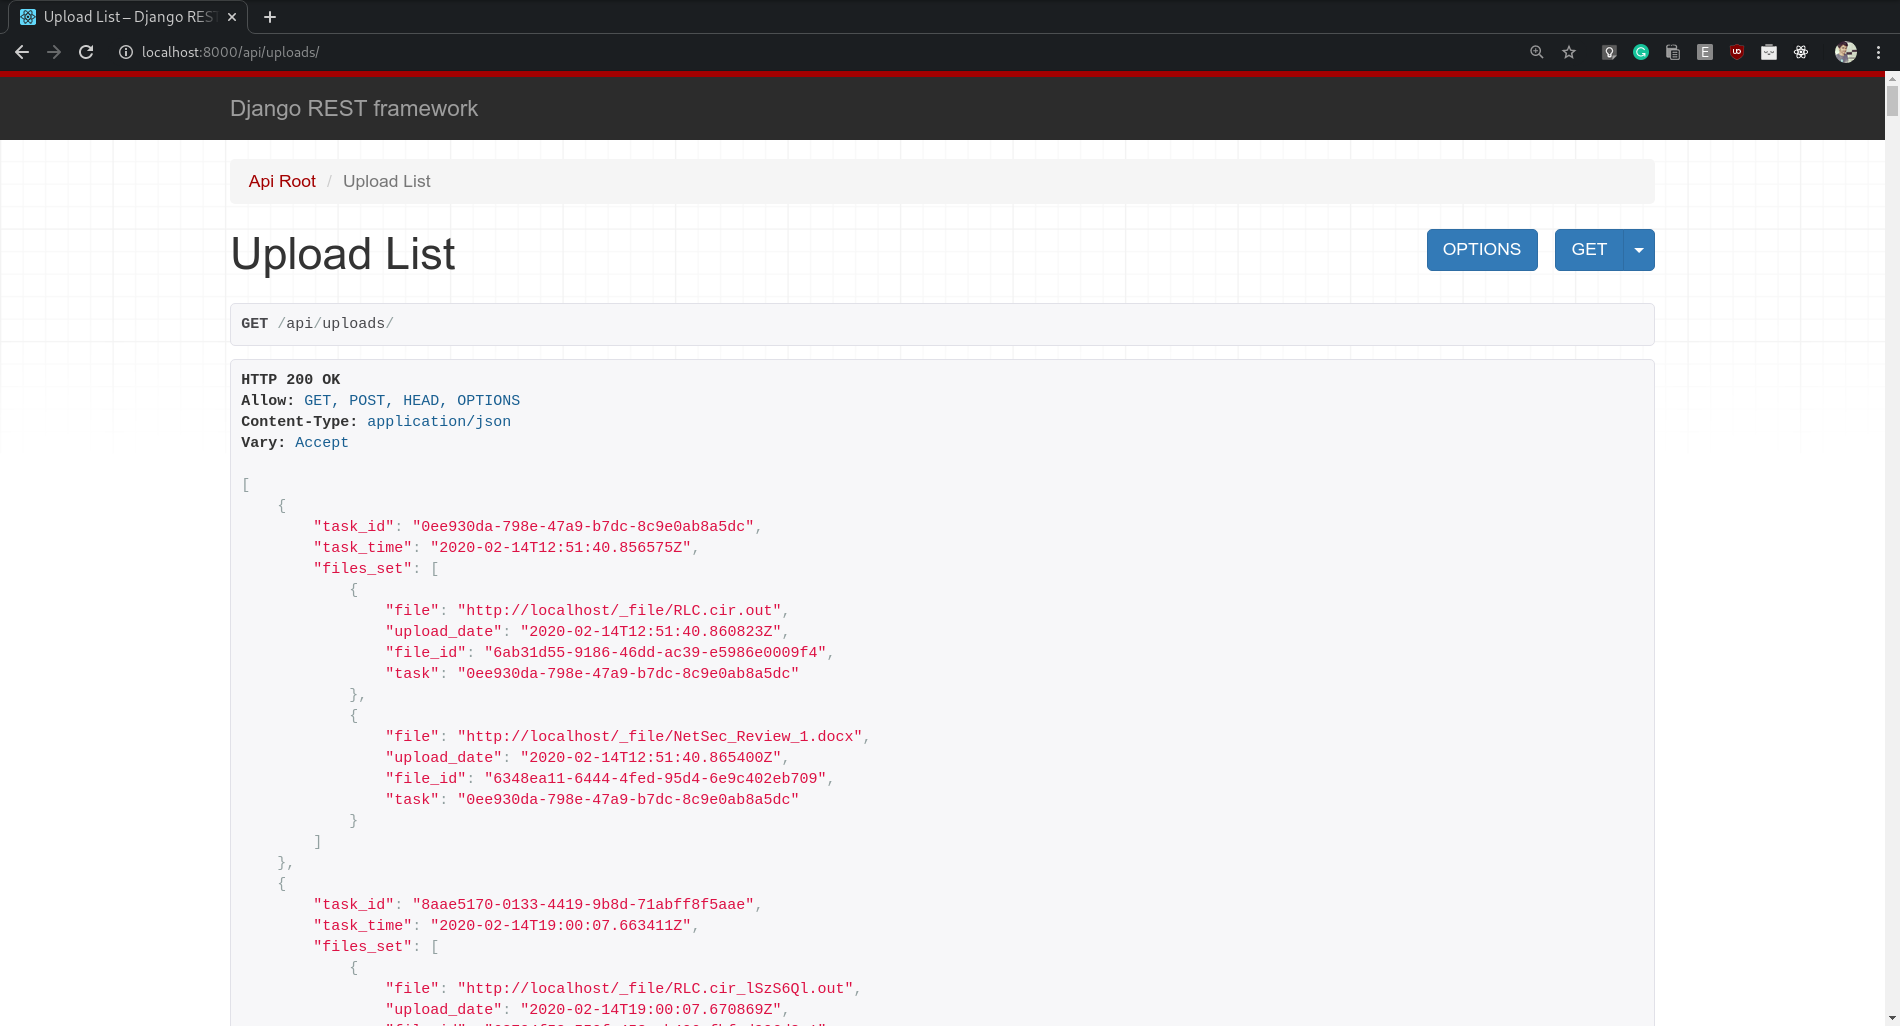 Upload List – Django REST
localhost:8000/api/uploads/
Django REST framework
Api Root / Upload List
Upload List
OPTIONS
GET
GET /api/uploads/
HTTP 200 OK
Allow: GET, POST, HEAD, OPTIONS
Content-Type: application/json
Vary: Accept
[
{
"task_id": "0ee930da-798e-47a9-b7dc-8c9e0ab8a5dc",
"task_time": "2020-02-14T12:51:40.856575Z",
"files_set": [
{
"file": "http://localhost/_file/RLC.cir.out",
"upload_date": "2020-02-14T12:51:40.860823Z",
"file_id": "6ab31d55-9186-46dd-ac39-e5986e0009f4",
"task": "0ee930da-798e-47a9-b7dc-8c9e0ab8a5dc"
},
{
"file": "http://localhost/_file/NetSec_Review_1.docx",
"upload_date": "2020-02-14T12:51:40.865400Z",
"file_id": "6348ea11-6444-4fed-95d4-6e9c402eb709",
"task": "0ee930da-798e-47a9-b7dc-8c9e0ab8a5dc"
}
]
},
{
"task_id": "8aae5170-0133-4419-9b8d-71abff8f5aae",
"task_time": "2020-02-14T19:00:07.663411Z",
"files_set": [
{
"file": "http://localhost/_file/RLC.cir_lSzS6Ql.out",
"upload_date": "2020-02-14T19:00:07.670869Z",